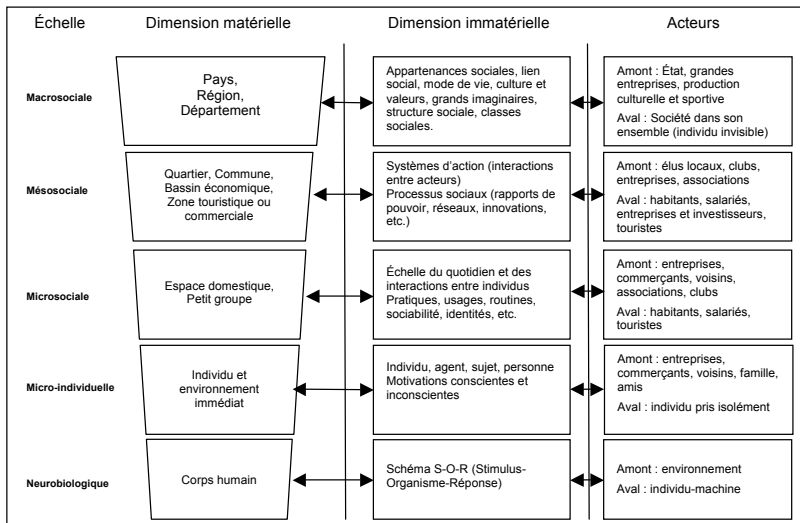 Échelle
Dimension matérielle
Dimension immatérielle
Acteurs
Macrosociale
Pays,
Région,
Département
Appartenances sociales, lien
social, mode de vie, culture et
valeurs, grands imaginaires,
structure sociale, classes
sociales.
Amont : État, grandes
entreprises, production
culturelle et sportive
Aval : Société dans son
ensemble (individu invisible)
Mésosociale
Quartier, Commune,
Bassin économique,
Zone touristique ou
commerciale
Systèmes d'action (interactions
entre acteurs)
Processus sociaux (rapports de
pouvoir, réseaux, innovations,
etc.)
Amont : élus locaux, clubs,
entreprises, associations
Aval : habitants, salariés,
entreprises et investisseurs,
touristes
Microsociale
Espace domestique,
Petit groupe
Échelle du quotidien et des
interactions entre individus
Pratiques, usages, routines,
sociabilité, identités, etc.
Amont : entreprises,
commerçants, voisins,
associations, clubs
Aval : habitants, salariés,
touristes
Micro-individuelle
Individu et
environnement
immédiat
Individu, agent, sujet, personne
Motivations conscientes et
inconscientes
Amont : entreprises,
commerçants, voisins, famille,
amis
Aval : individu pris isolément
Neurobiologique
Corps humain
Schéma S-O-R (Stimulus-
Organisme-Réponse)
Amont : environnement
Aval : individu-machine